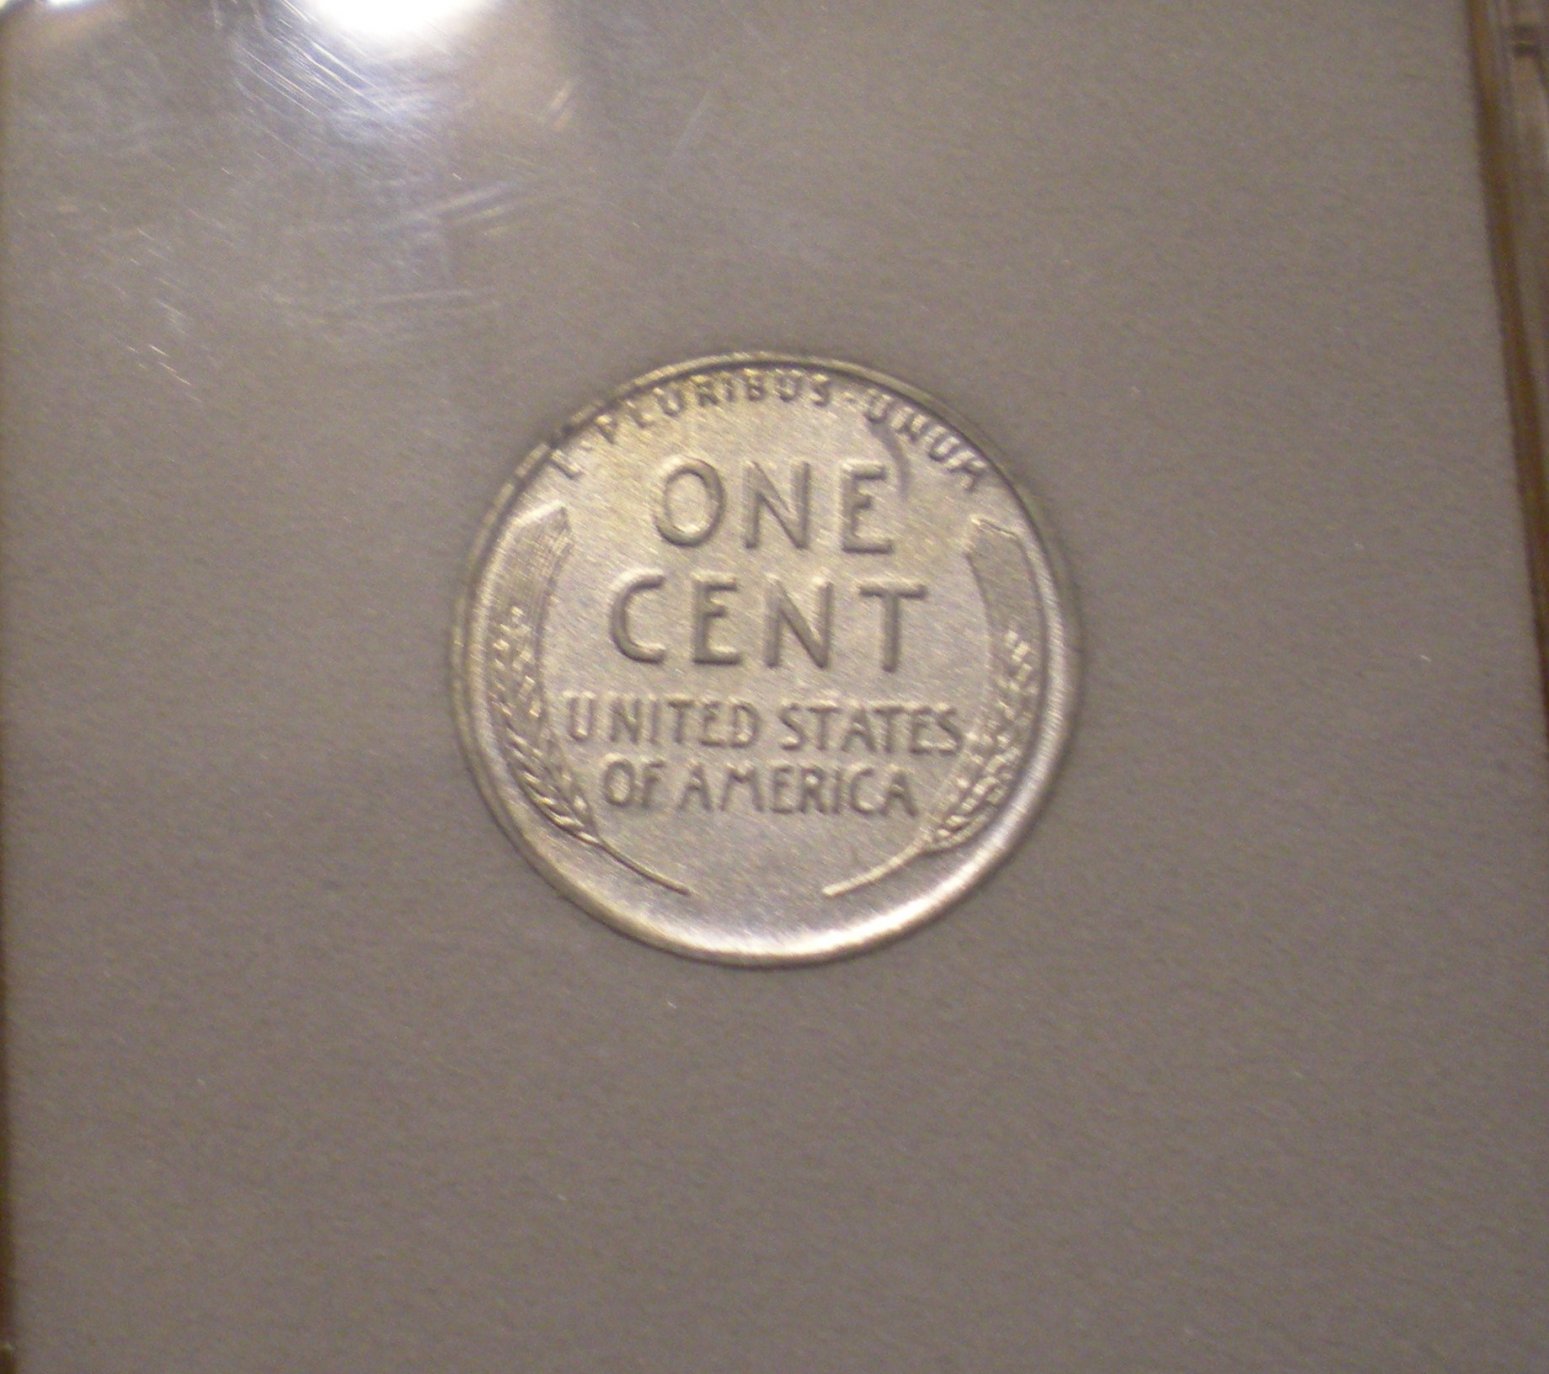 E·PLURIBUS·UNUM
ONE
CENT
UNITED STATES
OF AMERICA